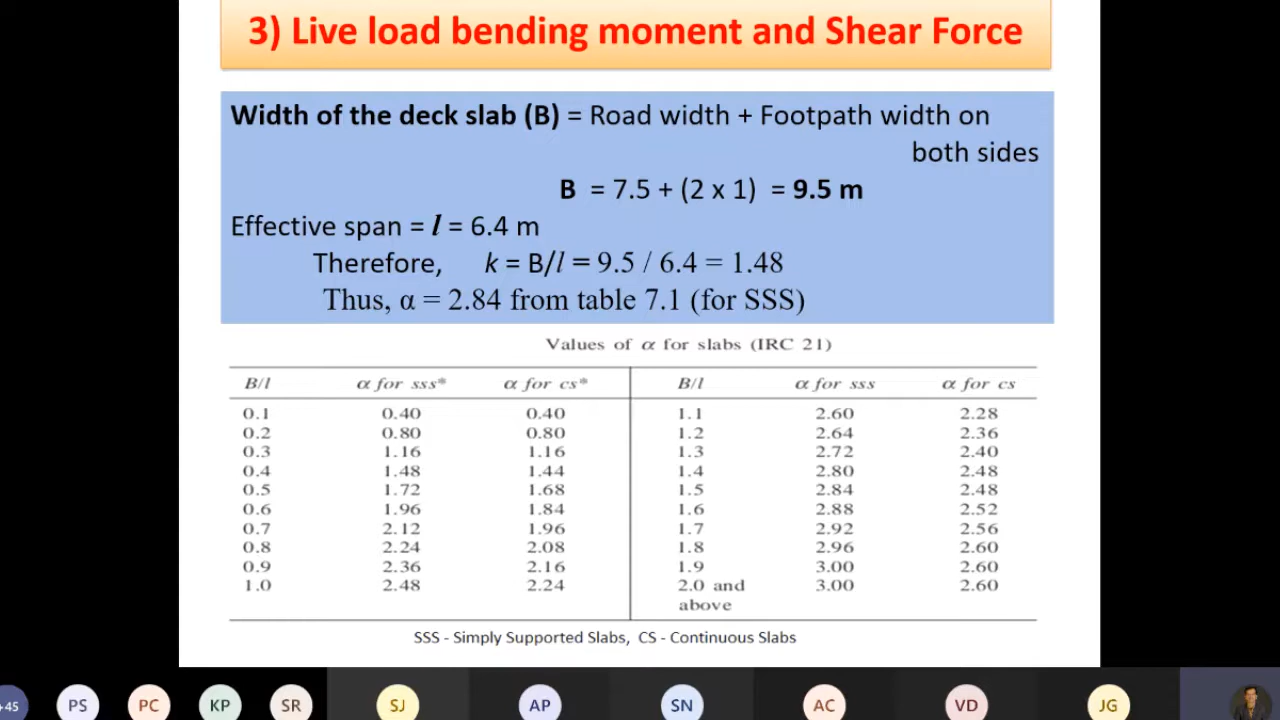 3) Live load bending moment and Shear Force
Width of the deck slab (B) = Road width + Footpath width on
both sides
B = 7.5 + (2 x 1) = 9.5 m
Effective span = l = 6.4 m
Therefore, k = B/l = 9.5 / 6.4 = 1.48
Thus, α = 2.84 from table 7.1 (for SSS)
Values of α for slabs (IRC 21)
B/l α for sss* α for cs* B/l α for sss α for cs
0.1 0.40 0.40 1.1 2.60 2.28
0.2 0.80 0.80 1.2 2.64 2.36
0.3 1.16 1.16 1.3 2.72 2.40
0.4 1.48 1.44 1.4 2.80 2.48
0.5 1.72 1.68 1.5 2.84 2.48
0.6 1.96 1.84 1.6 2.88 2.52
0.7 2.12 1.96 1.7 2.92 2.56
0.8 2.24 2.08 1.8 2.96 2.60
0.9 2.36 2.16 1.9 3.00 2.60
1.0 2.48 2.24 2.0 and 3.00 2.60
above
SSS - Simply Supported Slabs, CS - Continuous Slabs
+45 PS PC KP SR SJ AP SN AC VD JG